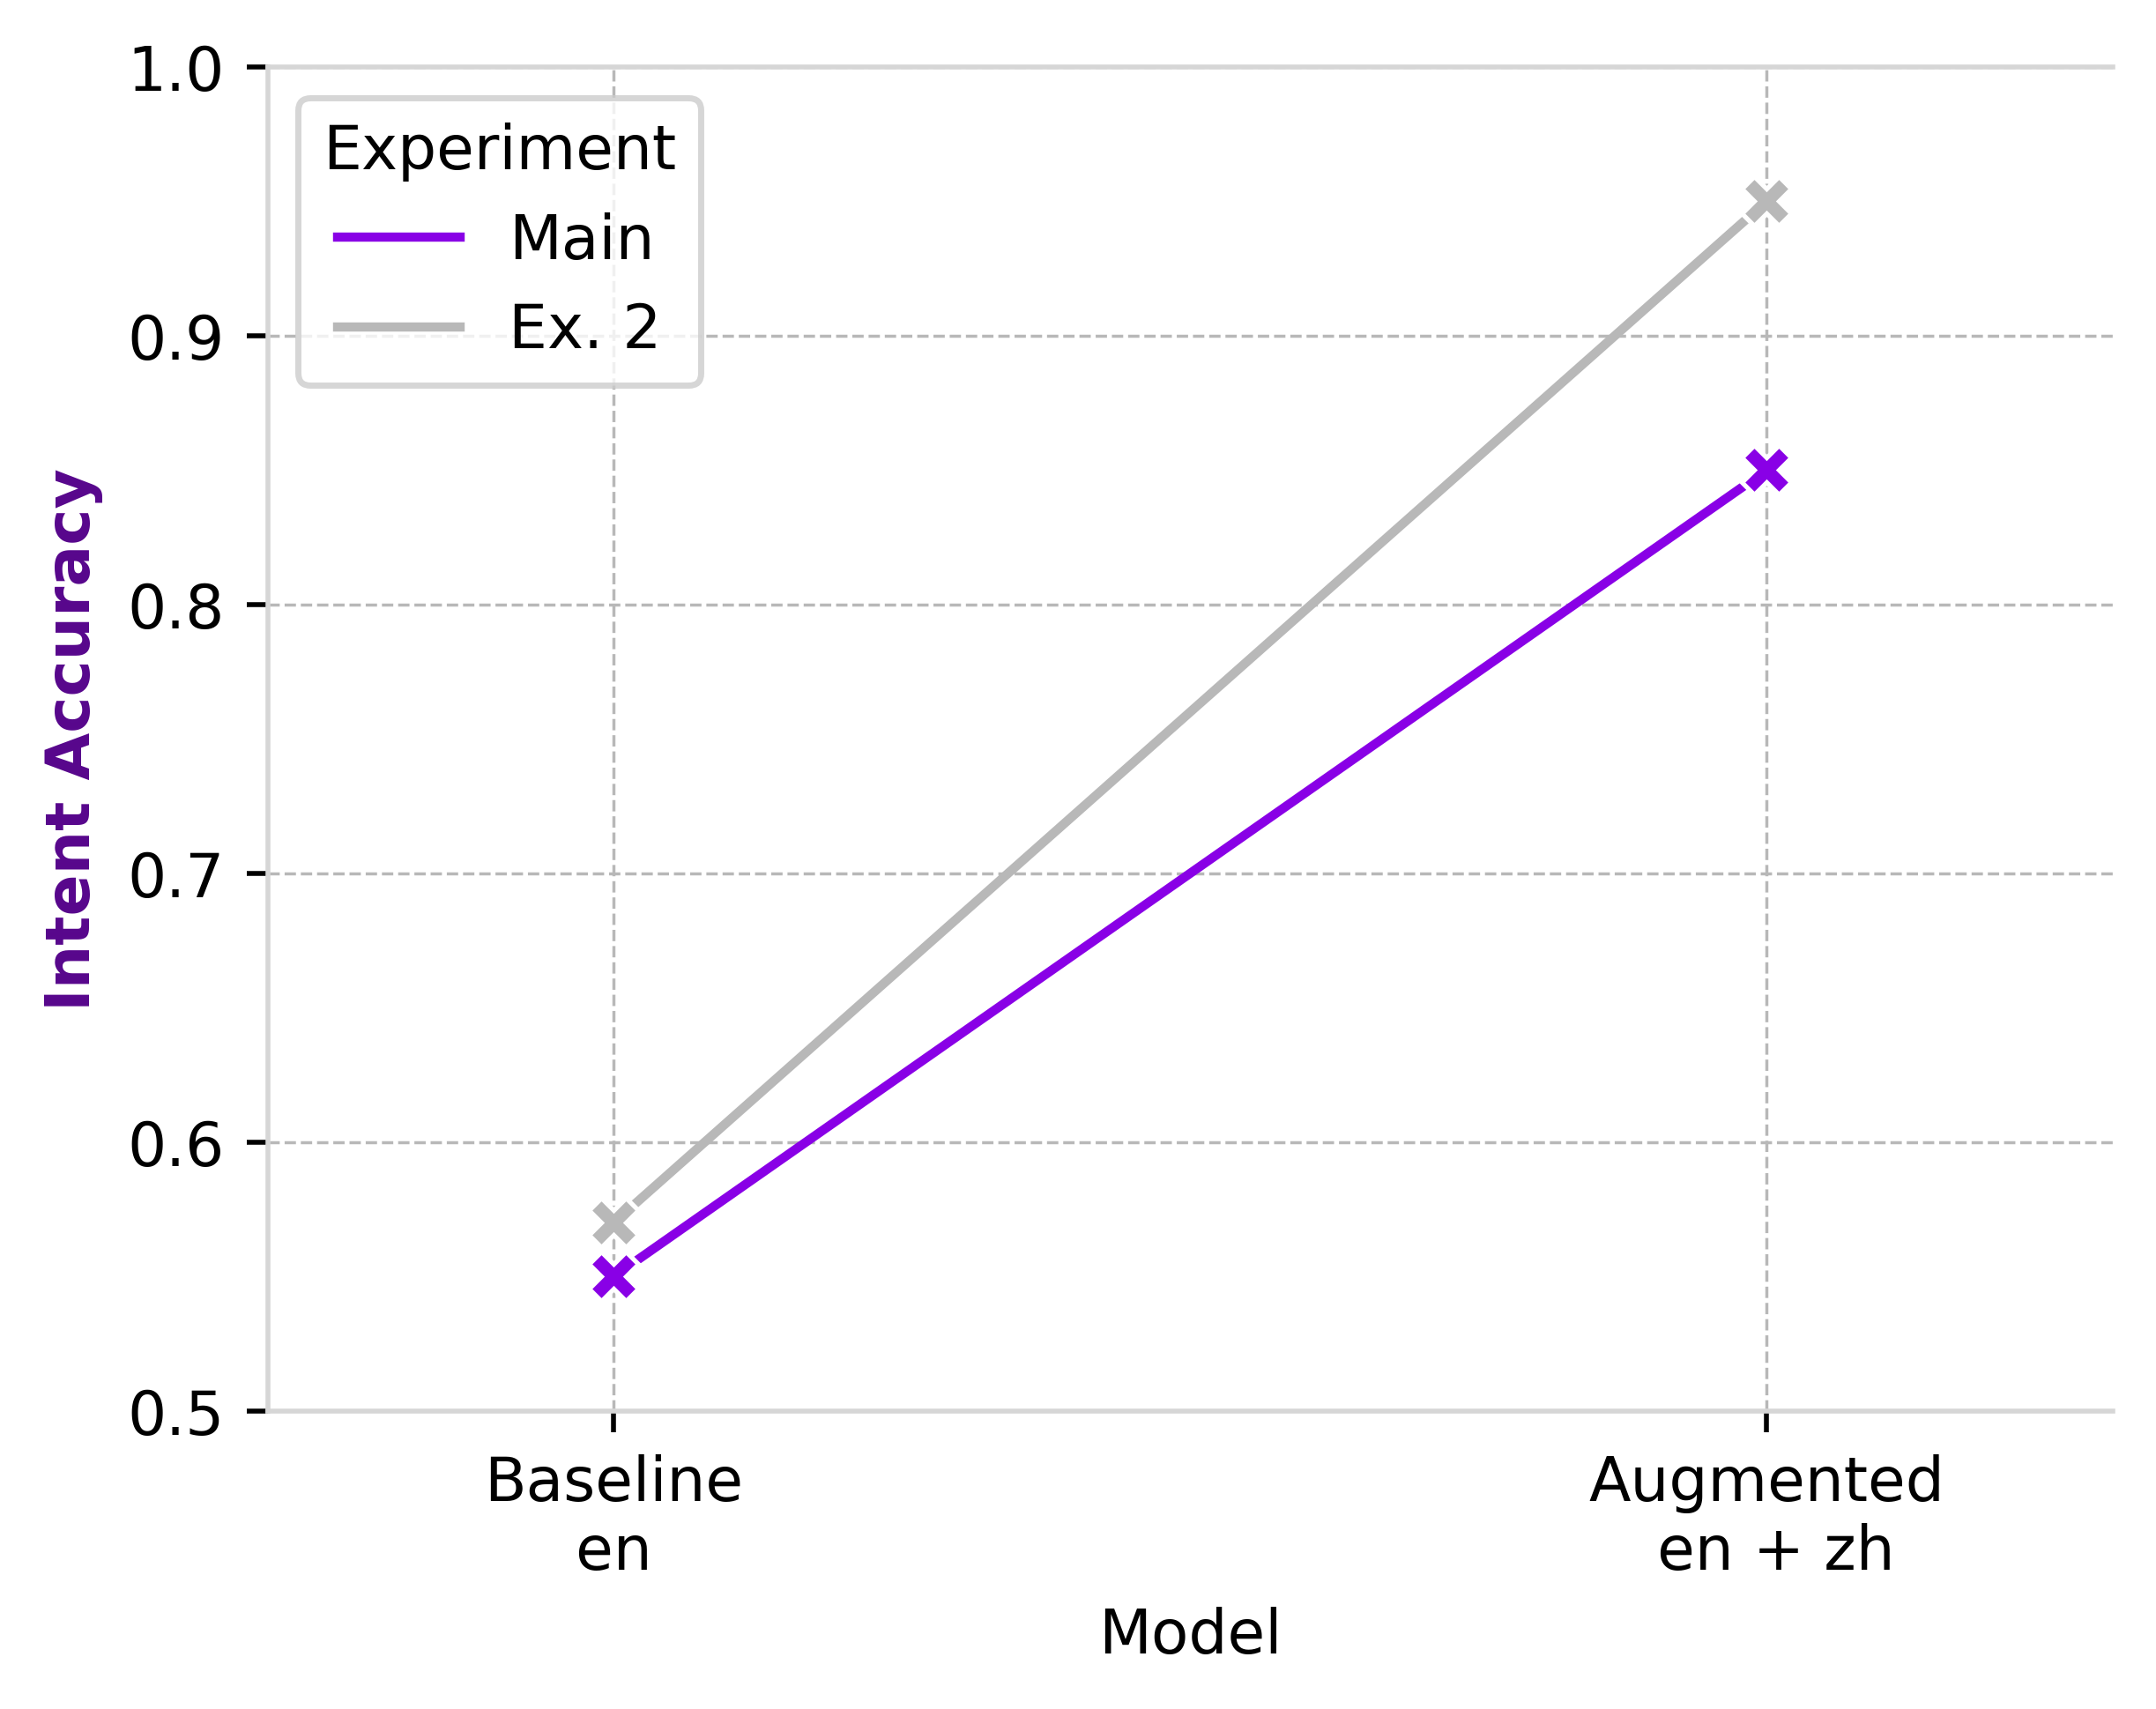 1.0
0.9
0.8
0.7
0.6
0.5
Intent Accuracy
Experiment
Main
Ex. 2
Baseline
en
Augmented
en + zh
Model